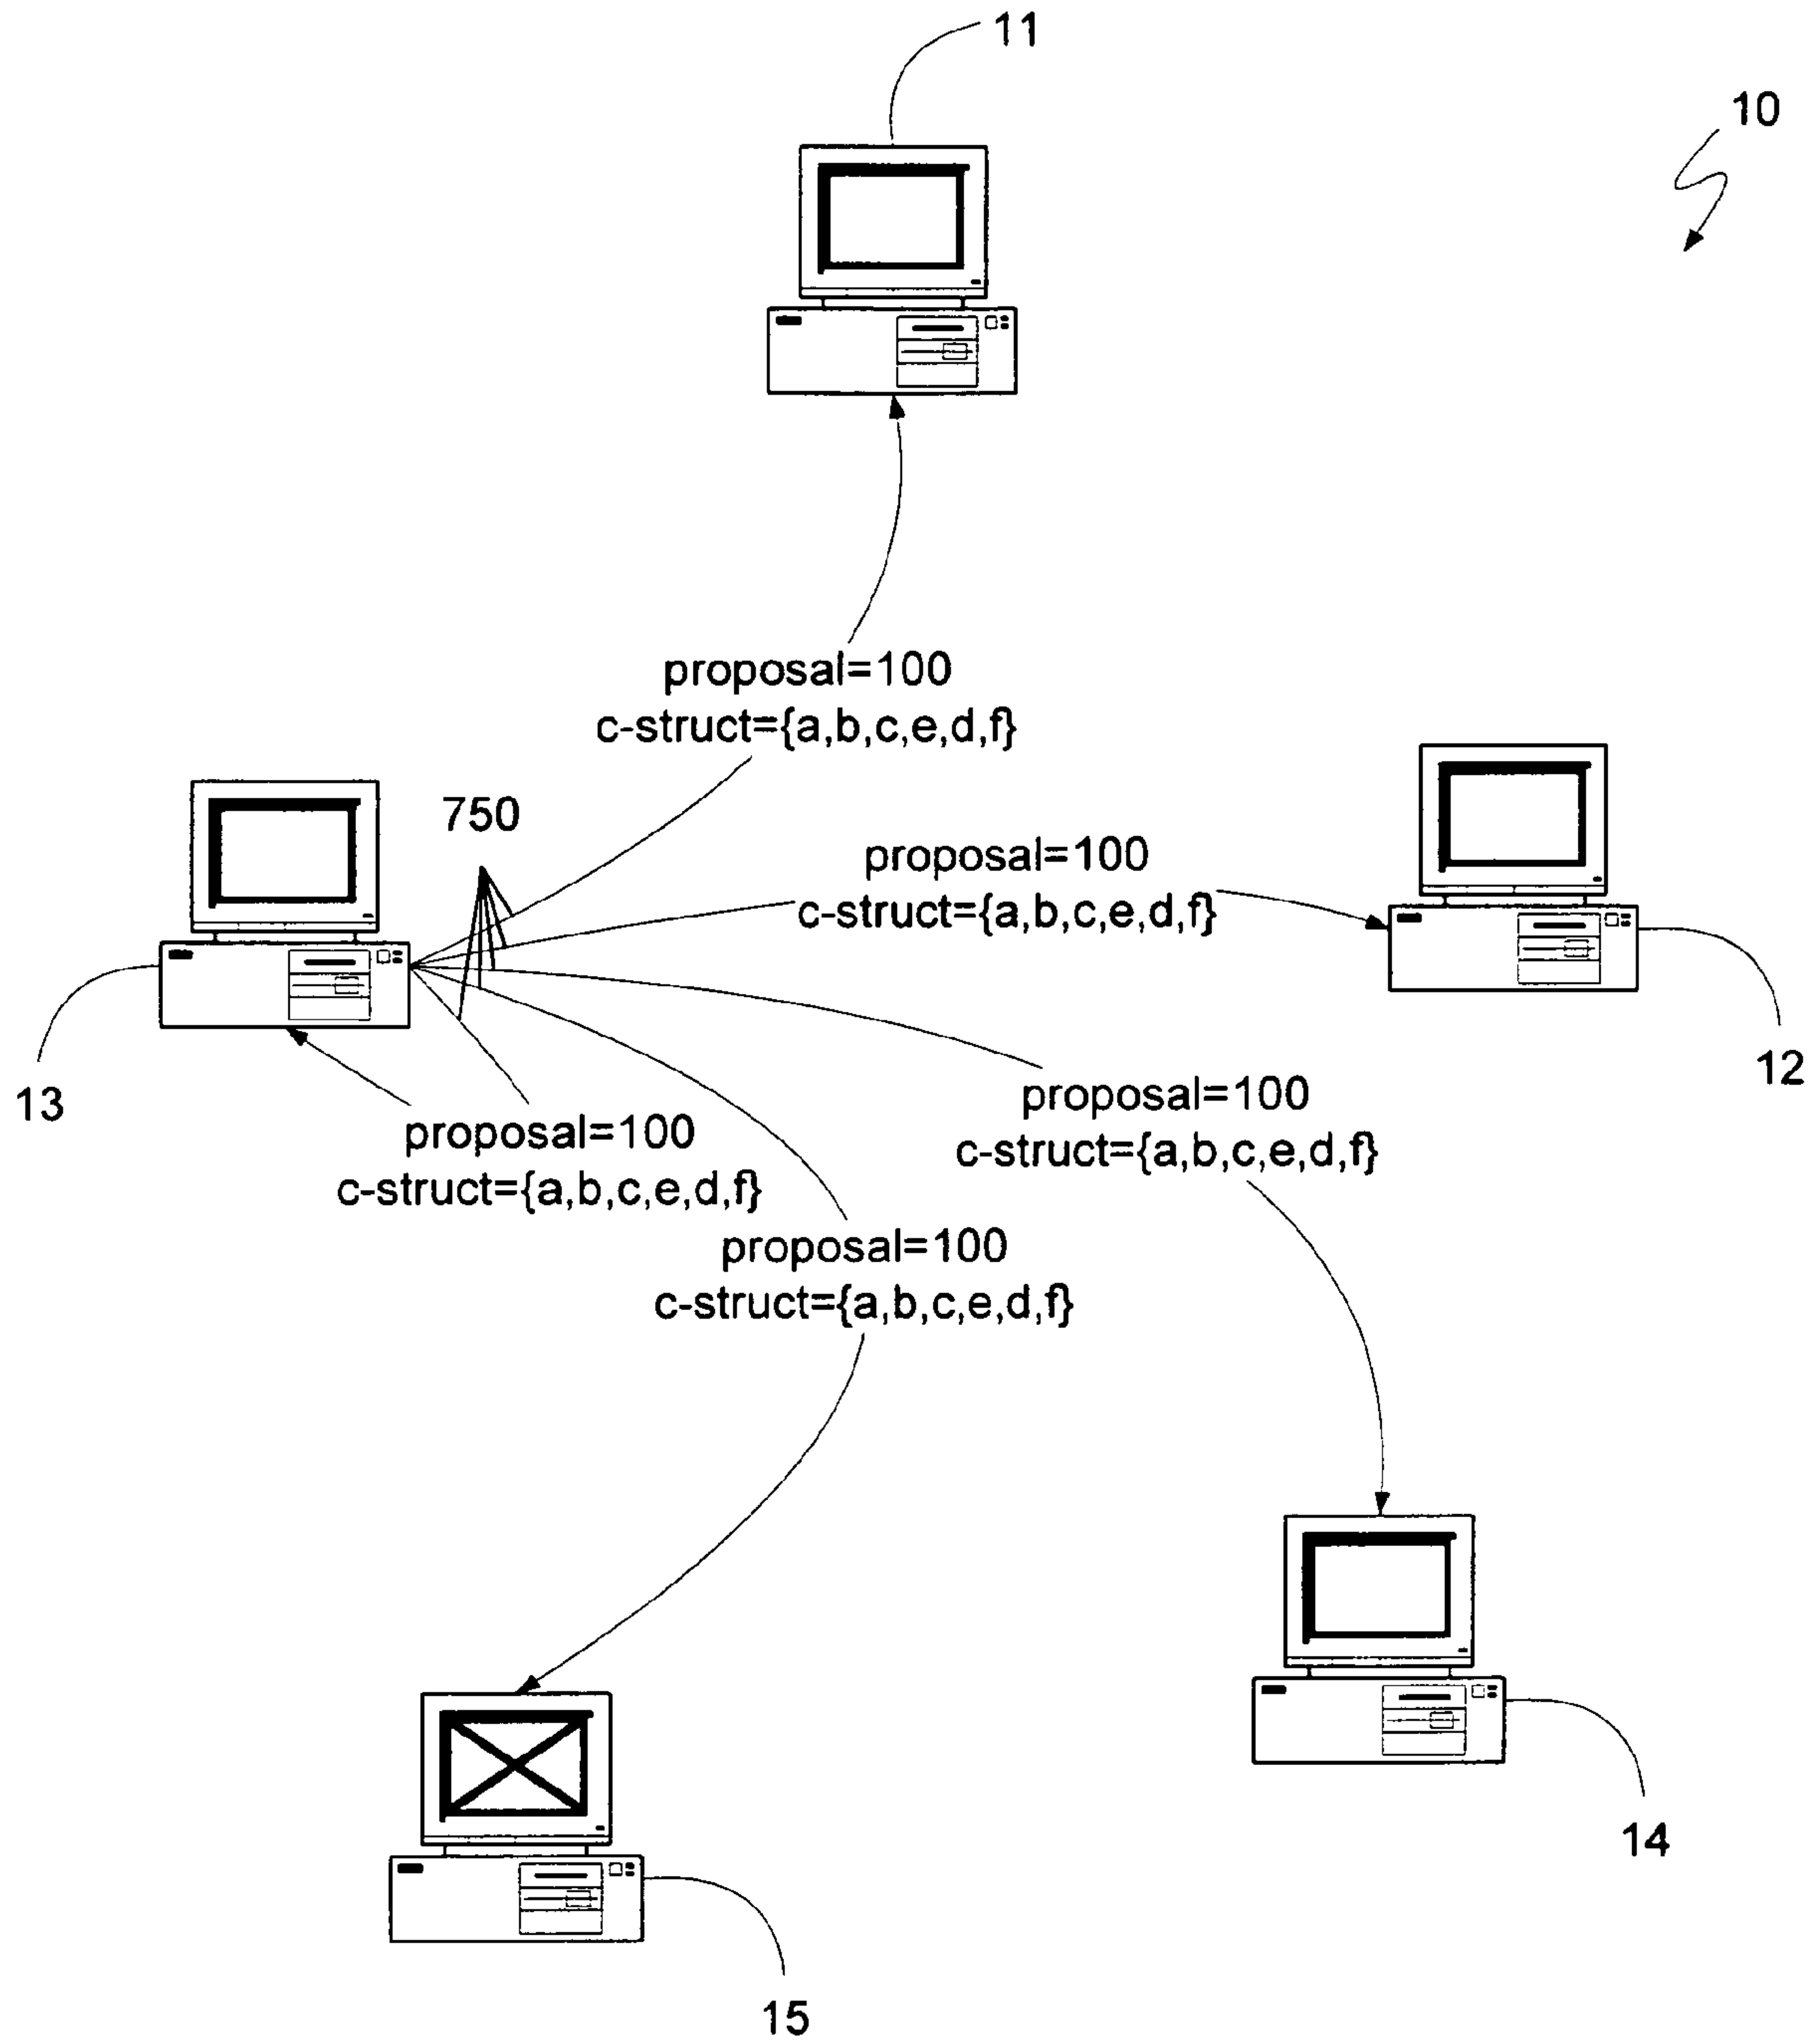 11
10
proposal=100
c-struct={a,b,c,e,d,f}
750
proposal=100
c-struct={a,b,c,e,d,f}
12
13
proposal=100
c-struct={a,b,c,e,d,f}
proposal=100
c-struct={a,b,c,e,d,f}
proposal=100
c-struct={a,b,c,e,d,f}
14
15